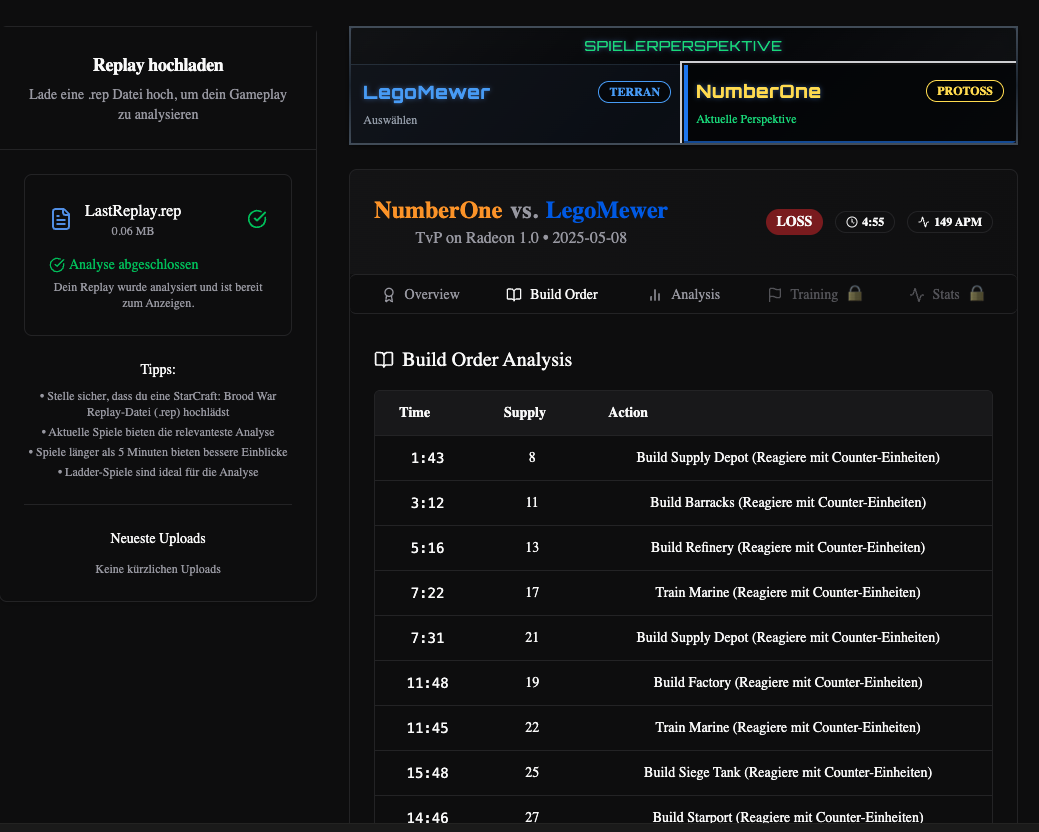 Replay hochladen
Lade eine .rep Datei hoch, um dein Gameplay
zu analysieren
LastReplay.rep
0.06 MB
Analyse abgeschlossen
Dein Replay wurde analysiert und ist bereit
zum Anzeigen.
Tipps:
• Stelle sicher, dass du eine StarCraft: Brood War
Replay-Datei (.rep) hochlädst
• Aktuelle Spiele bieten die relevanteste Analyse
• Spiele länger als 5 Minuten bieten bessere Einblicke
• Ladder-Spiele sind ideal für die Analyse
Neueste Uploads
Keine kürzlichen Uploads
SPIELERPERSPEKTIVE
LegoMewer TERRAN
Auswählen
NumberOne PROTOSS
Aktuelle Perspektive
NumberOne vs. LegoMewer
TvP on Radeon 1.0 • 2025-05-08
LOSS 4:55 149 APM
Overview Build Order Analysis Training Stats
Build Order Analysis
Time Supply Action
1:43 8 Build Supply Depot (Reagiere mit Counter-Einheiten)
3:12 11 Build Barracks (Reagiere mit Counter-Einheiten)
5:16 13 Build Refinery (Reagiere mit Counter-Einheiten)
7:22 17 Train Marine (Reagiere mit Counter-Einheiten)
7:31 21 Build Supply Depot (Reagiere mit Counter-Einheiten)
11:48 19 Build Factory (Reagiere mit Counter-Einheiten)
11:45 22 Train Marine (Reagiere mit Counter-Einheiten)
15:48 25 Build Siege Tank (Reagiere mit Counter-Einheiten)
14:46 27 Build Starport (Reagiere mit Counter-Einheiten)